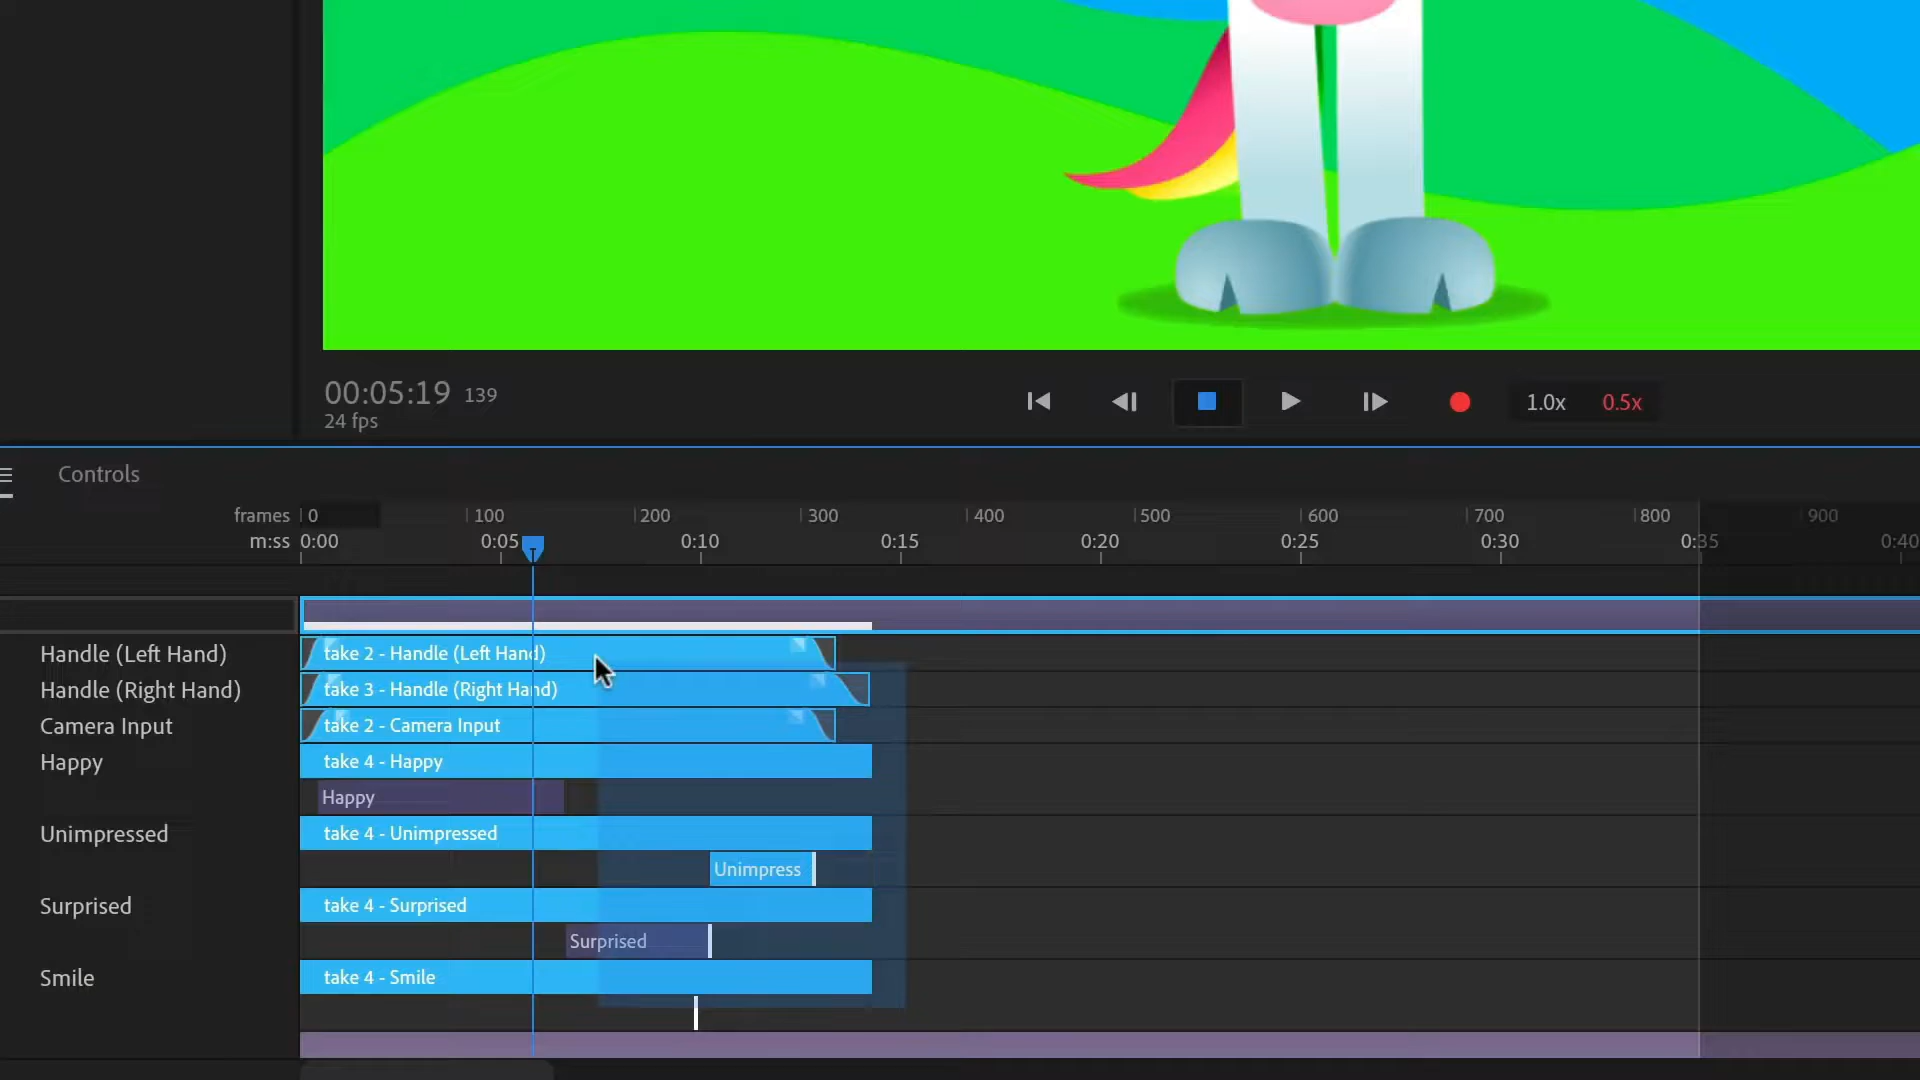 00:05:19 139
24 fps
1.0x 0.5x
Controls
frames 0 100 200 300 400 500 600 700 800 900
m:ss 0:00 0:05 0:10 0:15 0:20 0:25 0:30 0:35 0:40
Handle (Left Hand) take 2 - Handle (Left Hand)
Handle (Right Hand) take 3 - Handle (Right Hand)
Camera Input take 2 - Camera Input
Happy take 4 - Happy
Happy
Unimpressed take 4 - Unimpressed
Unimpress
Surprised take 4 - Surprised
Surprised
Smile take 4 - Smile